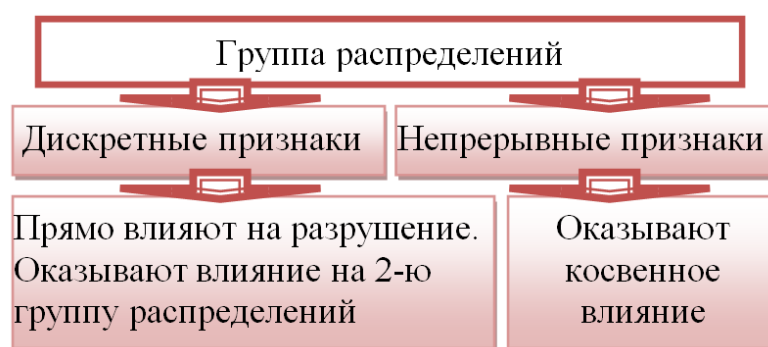 Группа распределений
Дискретные признаки
Непрерывные признаки
Прямо влияют на разрушение.
Оказывают влияние на 2-ю
группу распределений
Оказывают
косвенное
влияние